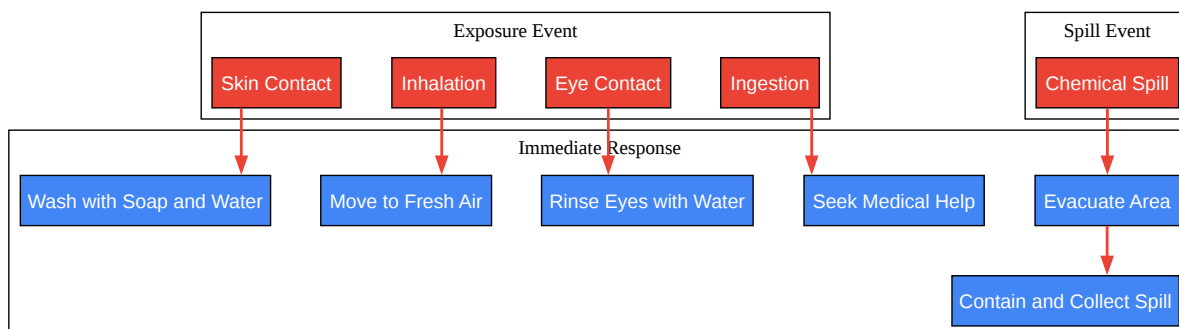 Exposure Event
Spill Event
Skin Contact
Inhalation
Eye Contact
Ingestion
Chemical Spill
Immediate Response
Wash with Soap and Water
Move to Fresh Air
Rinse Eyes with Water
Seek Medical Help
Evacuate Area
Contain and Collect Spill